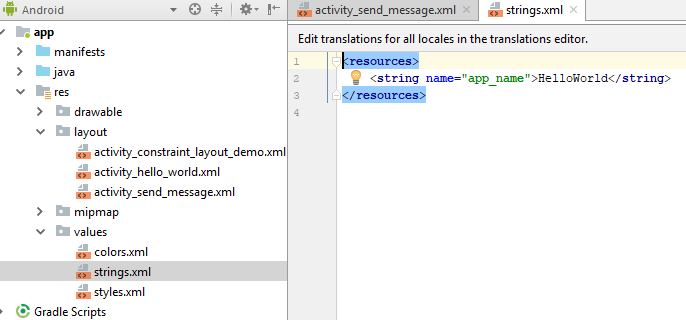 Android
app
manifests
java
res
drawable
layout
activity_constraint_layout_demo.xml
activity_hello_world.xml
activity_send_message.xml
mipmap
values
colors.xml
strings.xml
styles.xml
Gradle Scripts
activity_send_message.xml strings.xml
Edit translations for all locales in the translations editor.
1 <resources>
2 <string name="app_name">HelloWorld</string>
3 </resources>
4